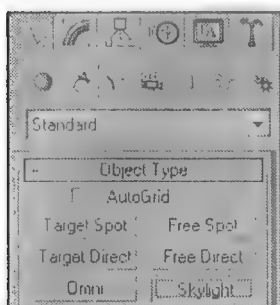 Standard
- Object Type
AutoGrid
Target Spot Free Spot
Target Direct Free Direct
Omni Skylight